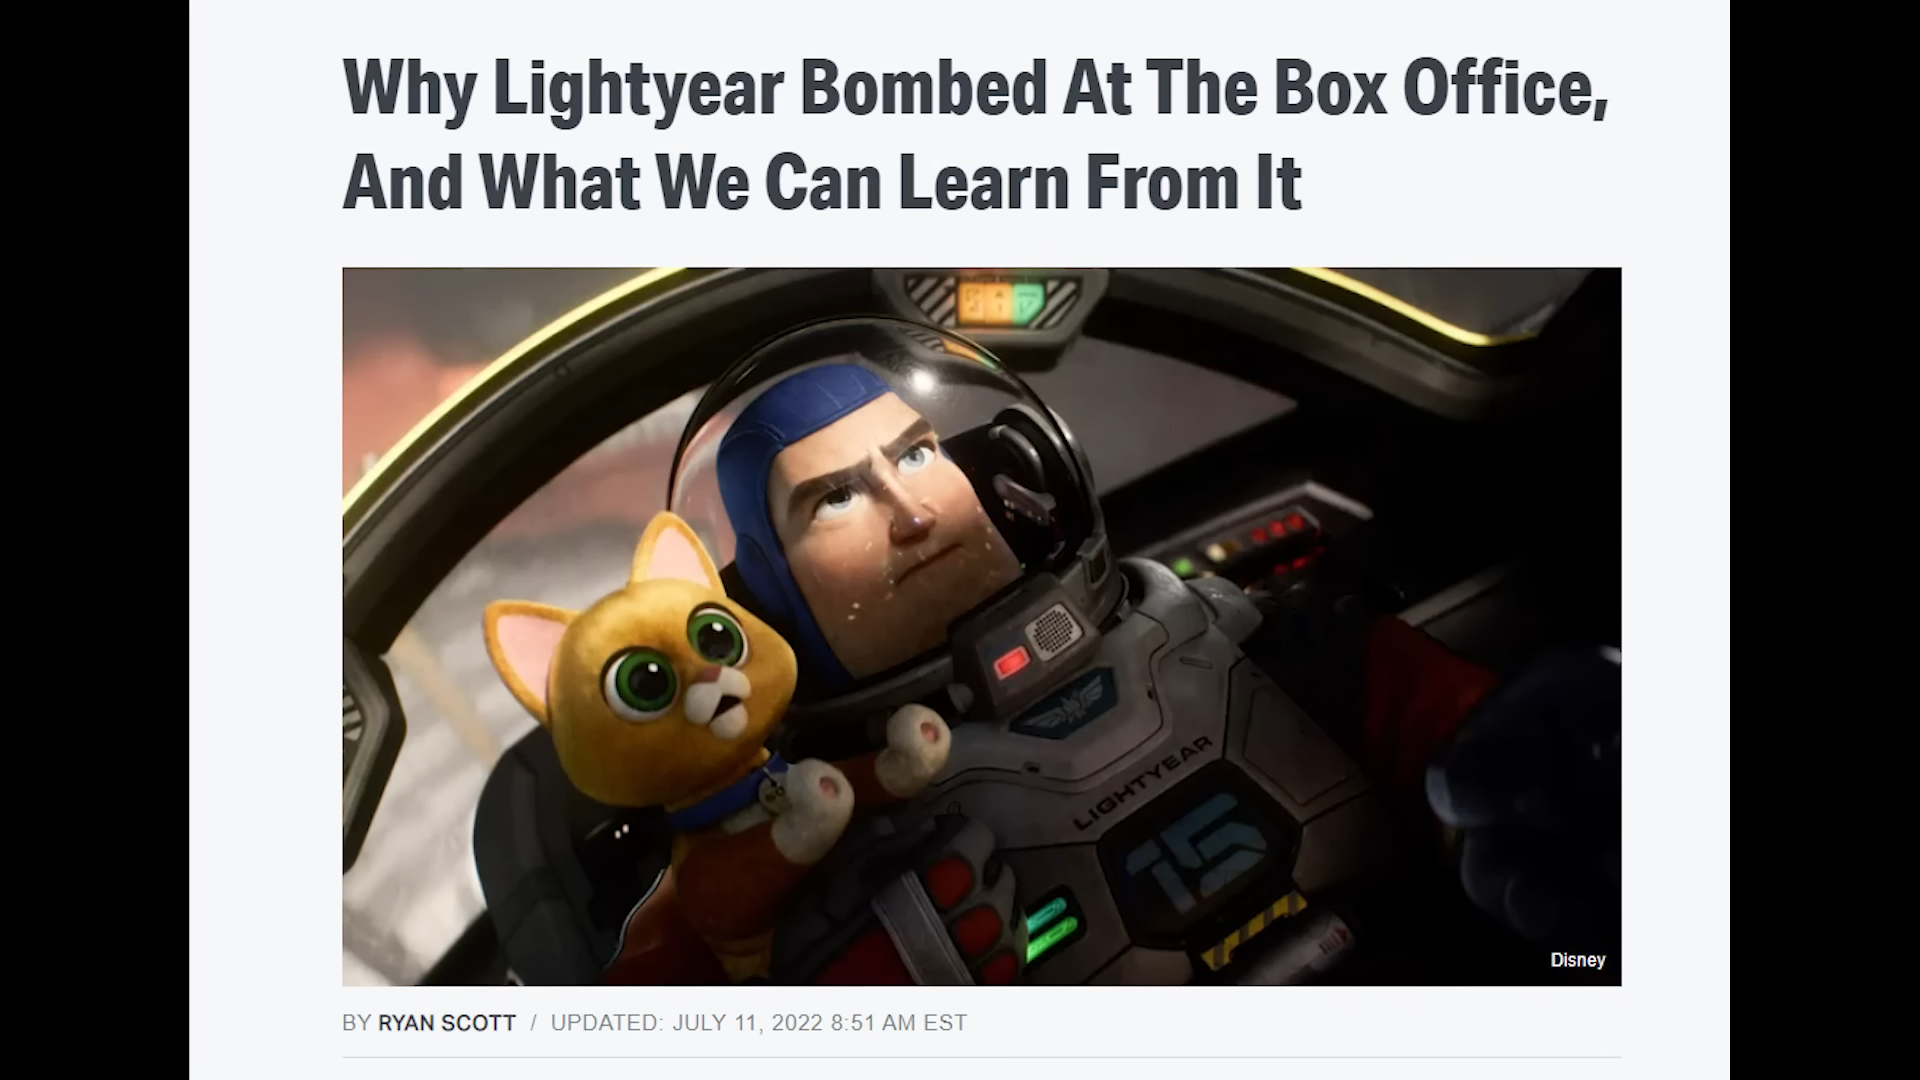 Why Lightyear Bombed At The Box Office,
And What We Can Learn From It
LIGHTYEAR
15
Disney
BY RYAN SCOTT / UPDATED: JULY 11, 2022 8:51 AM EST